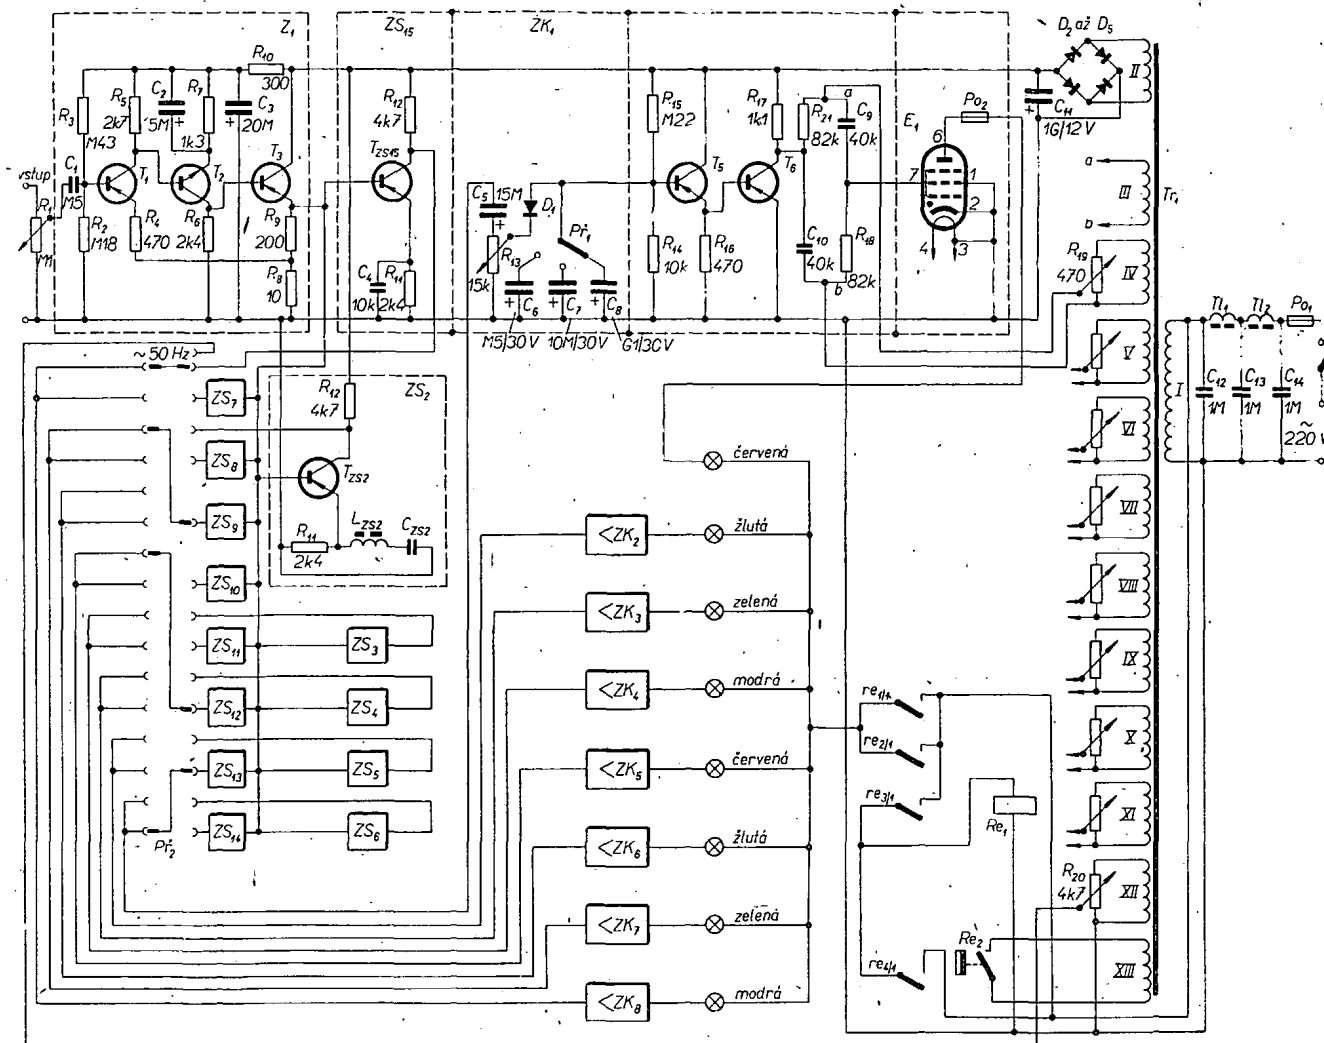 Z1
ZS15
ZK1
D2 až D5
R10
300
R3
M43
R5
2k7
C2
5M
R7
1k3
C3
20M
R12
4k7
R15
M22
R17
1k1
R21
82k
a
C9
40k
E1
Po2
C11
1G/12V
II
vstup
C1
M5
T1
T2
T3
TZS15
C5
15M
D1
Př1
T5
T6
6
7
1
2
3
4
a
III
b
Tr1
R1
M1
R2
M18
R4
470
R6
2k4
R9
200
R8
10
C4
10k
R11
2k4
R13
15k
C6
C7
C8
M5/30V
10M/30V
G1/30V
R14
10k
R16
470
C10
40k
R18
82k
b
R19
470
IV
Tl1
Tl2
Po1
~ 50 Hz
ZS7
R12
4k7
ZS2
V
I
C12
1M
C13
1M
C14
1M
~
220 V
VI
ZS8
TZS2
červená
ZS9
R11
2k4
LZS2
CZS2
<ZK2
žlutá
VII
ZS10
<ZK3
zelená
VIII
ZS11
ZS3
IX
ZS12
ZS4
<ZK4
modrá
re1/1
X
ZS13
ZS5
<ZK5
červená
re2/1
re3/1
Re1
XI
Př2
ZS14
ZS6
<ZK6
žlutá
R20
4k7
XII
<ZK7
zelená
Re2
re4/1
XIII
<ZK8
modrá